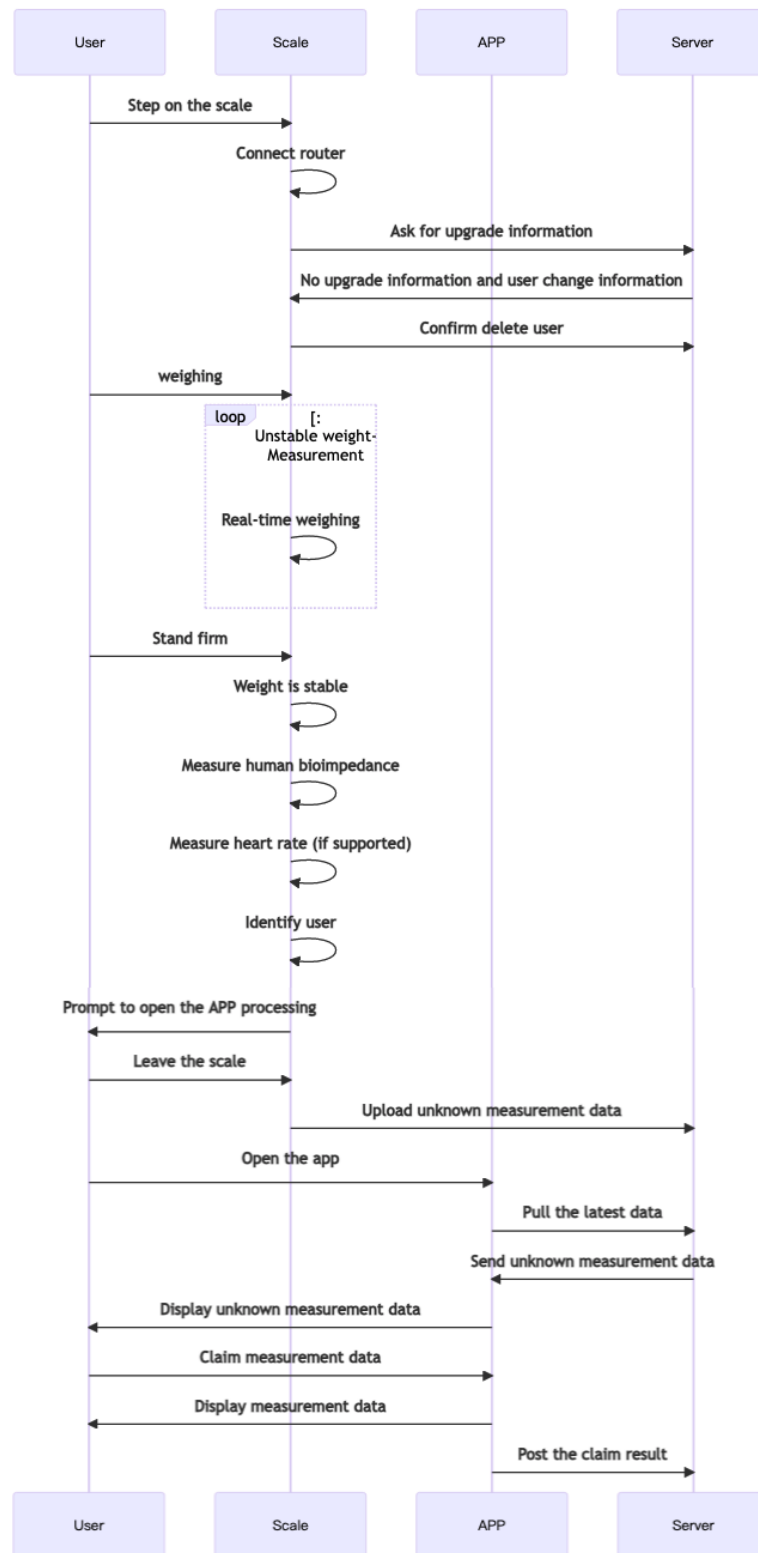 User
Scale
APP
Server
Step on the scale
Connect router
Ask for upgrade information
No upgrade information and user change information
Confirm delete user
weighing
loop
[:
Unstable weight-
Measurement
Real-time weighing
Stand firm
Weight is stable
Measure human bioimpedance
Measure heart rate (if supported)
Identify user
Prompt to open the APP processing
Leave the scale
Upload unknown measurement data
Open the app
Pull the latest data
Send unknown measurement data
Display unknown measurement data
Claim measurement data
Display measurement data
Post the claim result
User
Scale
APP
Server